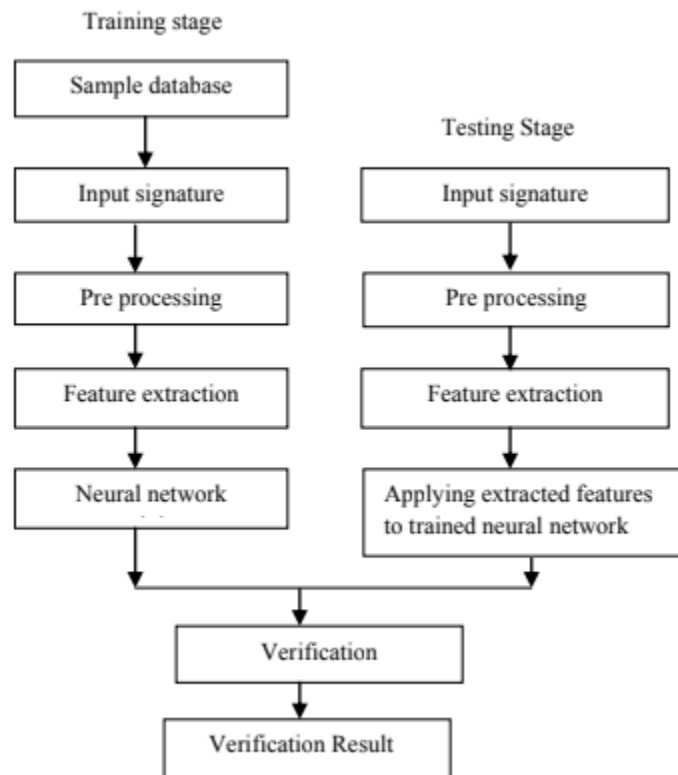 Training stage
Sample database
Input signature
Pre processing
Feature extraction
Neural network
Testing Stage
Input signature
Pre processing
Feature extraction
Applying extracted features
to trained neural network
Verification
Verification Result